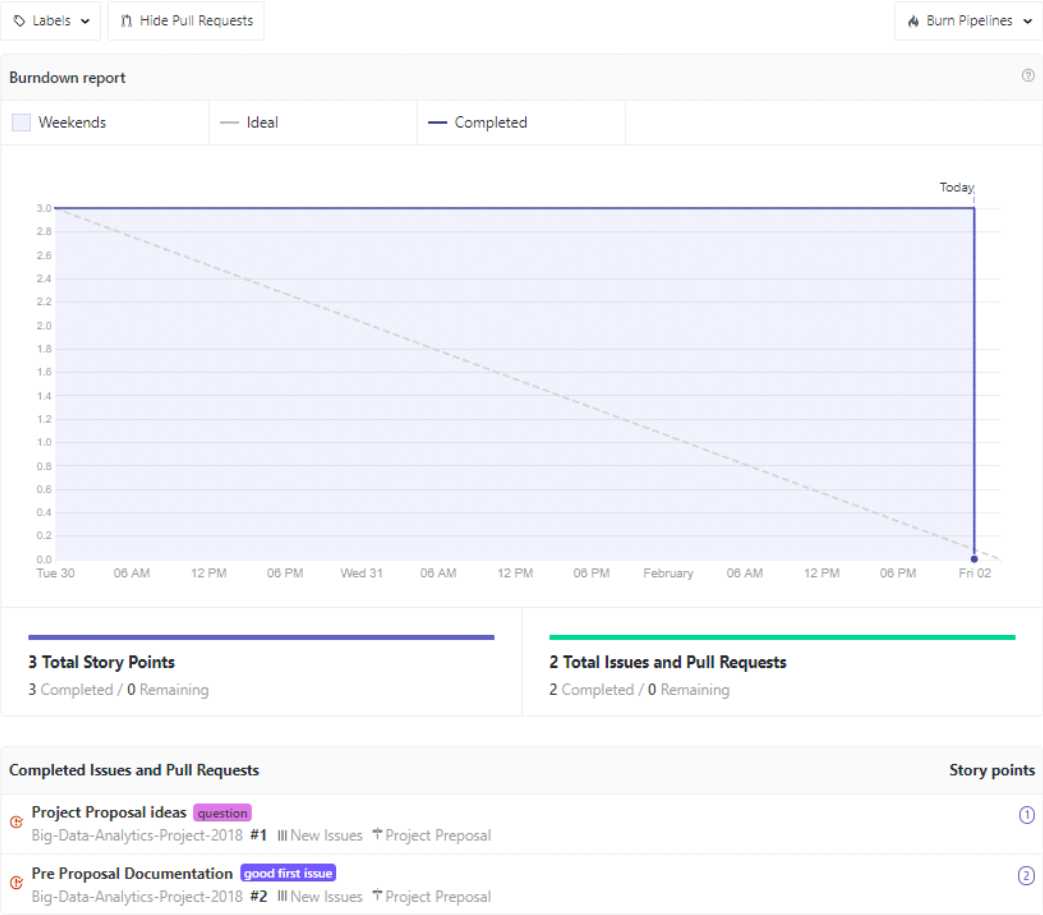 Labels Hide Pull Requests Burn Pipelines
Burndown report
Weekends Ideal Completed
Today
3.0
2.8
2.6
2.4
2.2
2.0
1.8
1.6
1.4
1.2
1.0
0.8
0.6
0.4
0.2
0.0
Tue 30 06 AM 12 PM 06 PM Wed 31 06 AM 12 PM 06 PM February 06 AM 12 PM 06 PM Fri 02
3 Total Story Points
3 Completed / 0 Remaining
2 Total Issues and Pull Requests
2 Completed / 0 Remaining
Completed Issues and Pull Requests Story points
Project Proposal ideas question 1
Big-Data-Analytics-Project-2018 #1 New Issues Project Preposal
Pre Proposal Documentation good first issue 2
Big-Data-Analytics-Project-2018 #2 New Issues Project Preposal